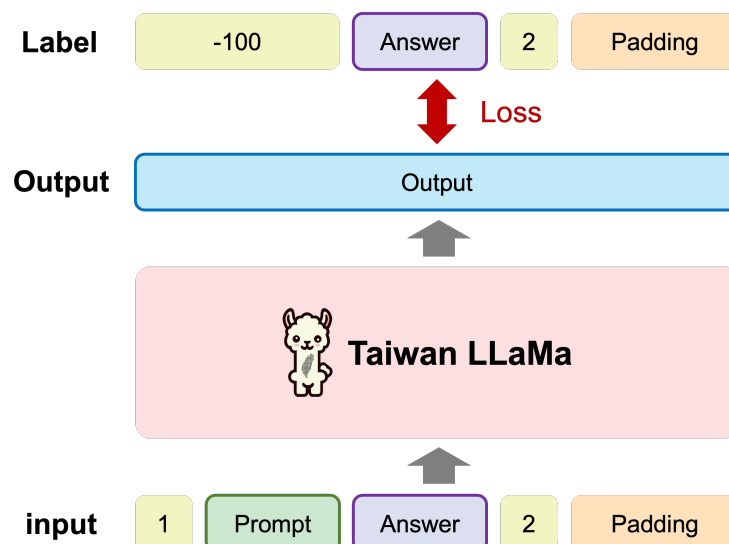 Label -100 Answer 2 Padding
Loss
Output Output
Taiwan LLaMa
input 1 Prompt Answer 2 Padding